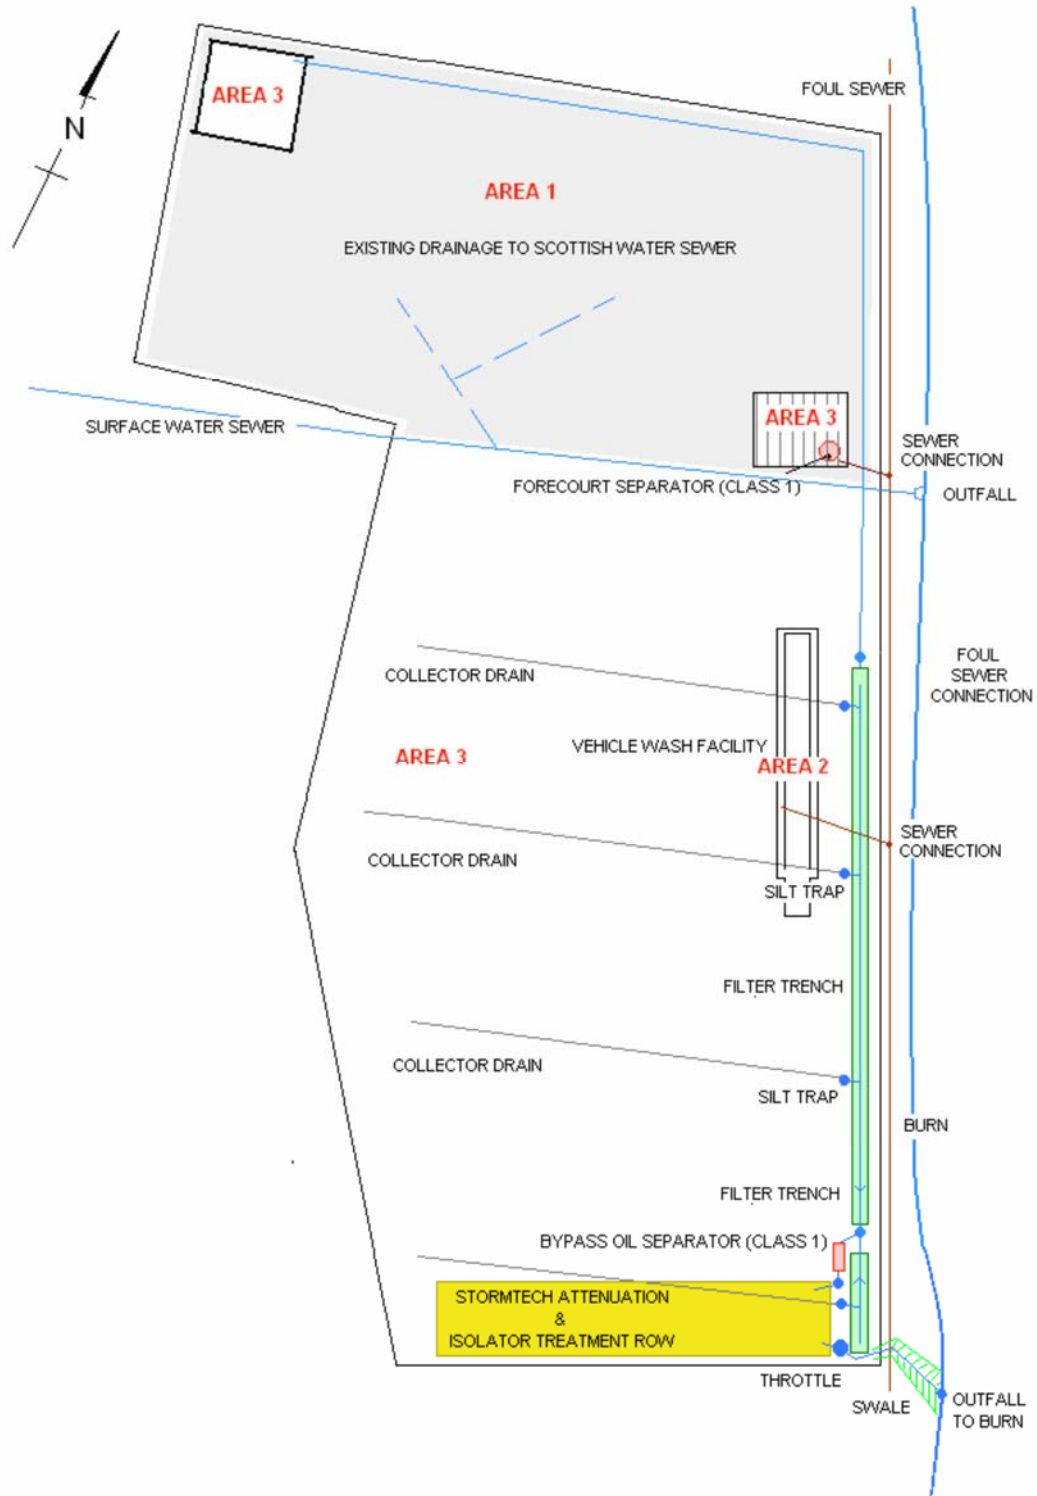 FOUL SEWER
AREA 3
N
AREA 1
EXISTING DRAINAGE TO SCOTTISH WATER SEWER
AREA 3
SURFACE WATER SEWER
SEWER
CONNECTION
FORECOURT SEPARATOR (CLASS 1)
OUTFALL
FOUL
SEWER
CONNECTION
COLLECTOR DRAIN
VEHICLE WASH FACILITY
AREA 3
AREA 2
SEWER
CONNECTION
COLLECTOR DRAIN
SILT TRAP
FILTER TRENCH
COLLECTOR DRAIN
SILT TRAP
BURN
FILTER TRENCH
BYPASS OIL SEPARATOR (CLASS 1)
STORMTECH ATTENUATION
&
ISOLATOR TREATMENT ROW
THROTTLE
SWALE
OUTFALL
TO BURN